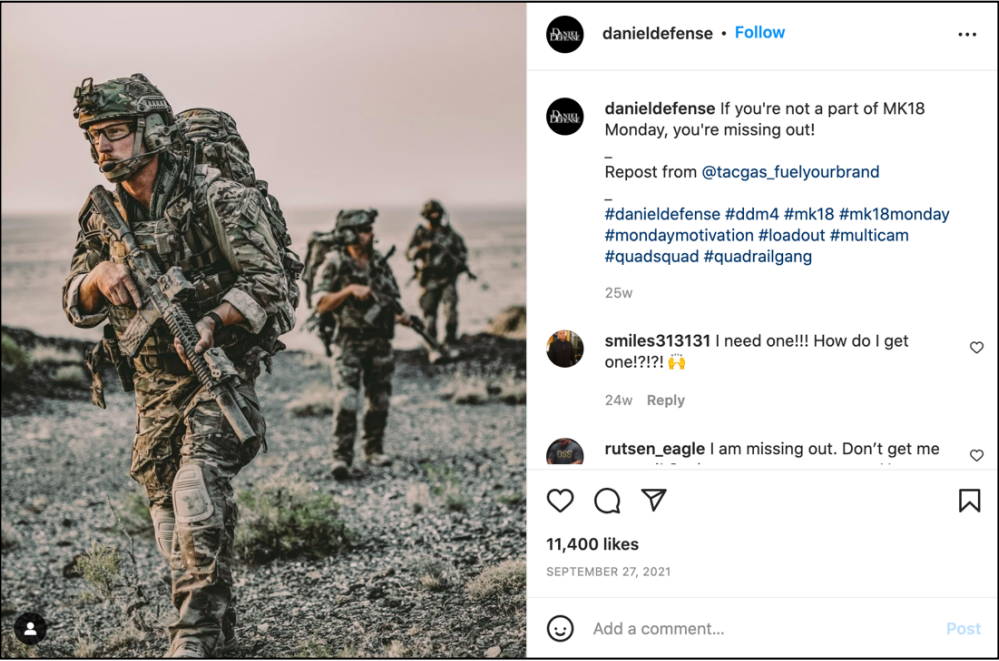 danieldefense • Follow
danieldefense If you're not a part of MK18
Monday, you're missing out!
_
Repost from @tacgas_fuelyourbrand
_
#danieldefense #ddm4 #mk18 #mk18monday
#mondaymotivation #loadout #multicam
#quadsquad #quadrailgang
25w
smiles313131 I need one!!! How do I get
one!?!?! 🙌
24w Reply
rutsen_eagle I am missing out. Don’t get me
11,400 likes
SEPTEMBER 27, 2021
Add a comment...
Post